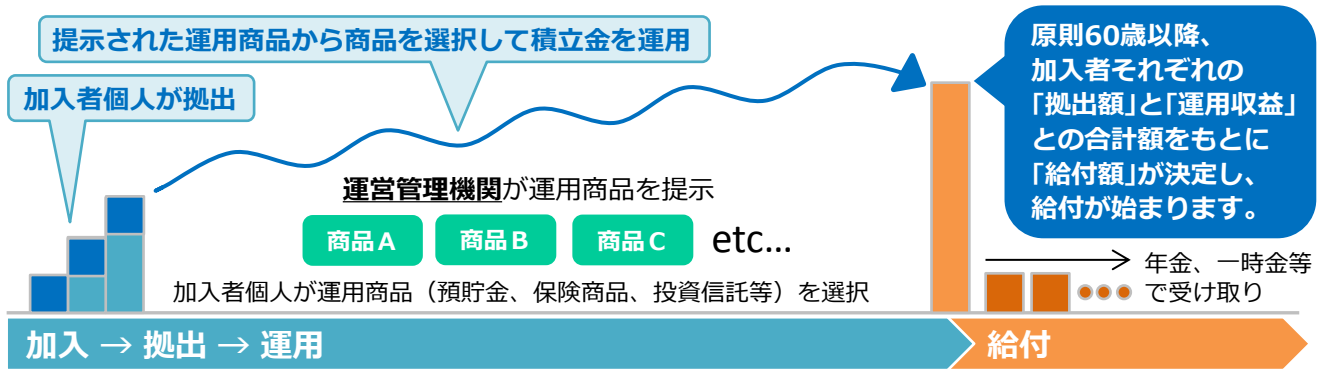 提示された運用商品から商品を選択して積立金を運用
加入者個人が拠出
運営管理機関が運用商品を提示
商品A
商品B
商品C
etc…
加入者個人が運用商品（預貯金、保険商品、投資信託等）を選択
原則60歳以降、
加入者それぞれの
「拠出額」と「運用収益」
との合計額をもとに
「給付額」が決定し、
給付が始まります。
年金、一時金等
で受け取り
加入 → 拠出 → 運用
給付